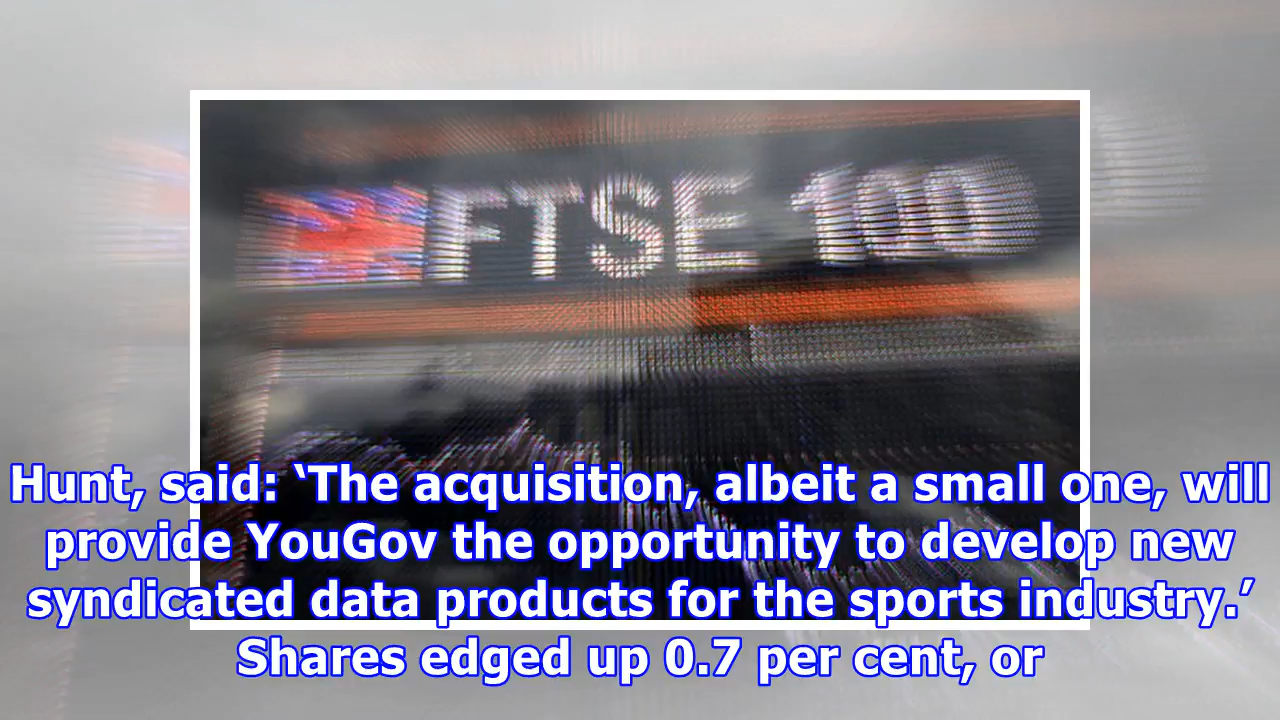 FTSE 100
Hunt, said: ‘The acquisition, albeit a small one, will
provide YouGov the opportunity to develop new
syndicated data products for the sports industry.’
Shares edged up 0.7 per cent, or